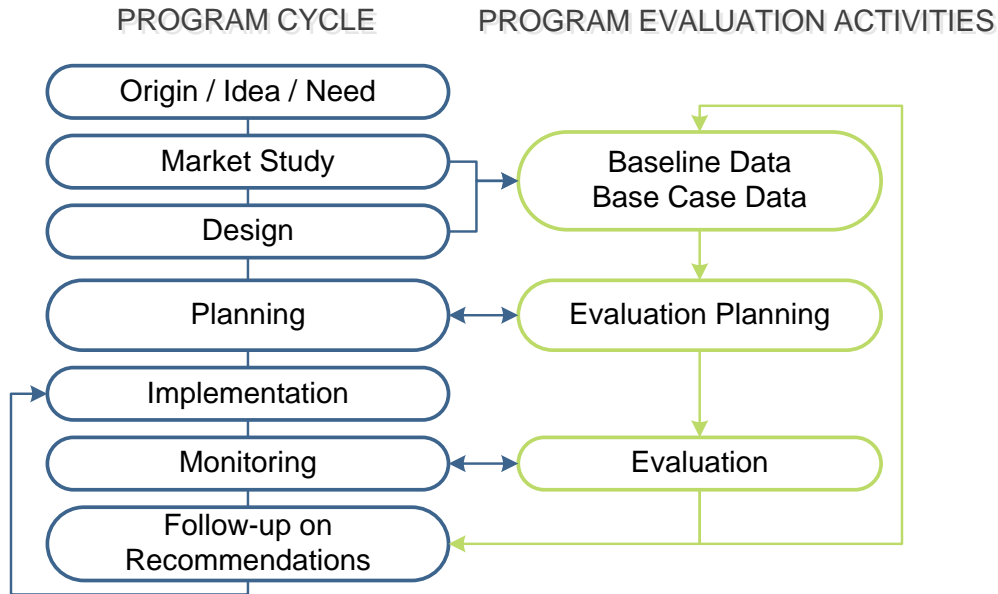 PROGRAM CYCLE
PROGRAM EVALUATION ACTIVITIES
Origin / Idea / Need
Market Study
Design
Planning
Implementation
Monitoring
Follow-up on
Recommendations
Baseline Data
Base Case Data
Evaluation Planning
Evaluation